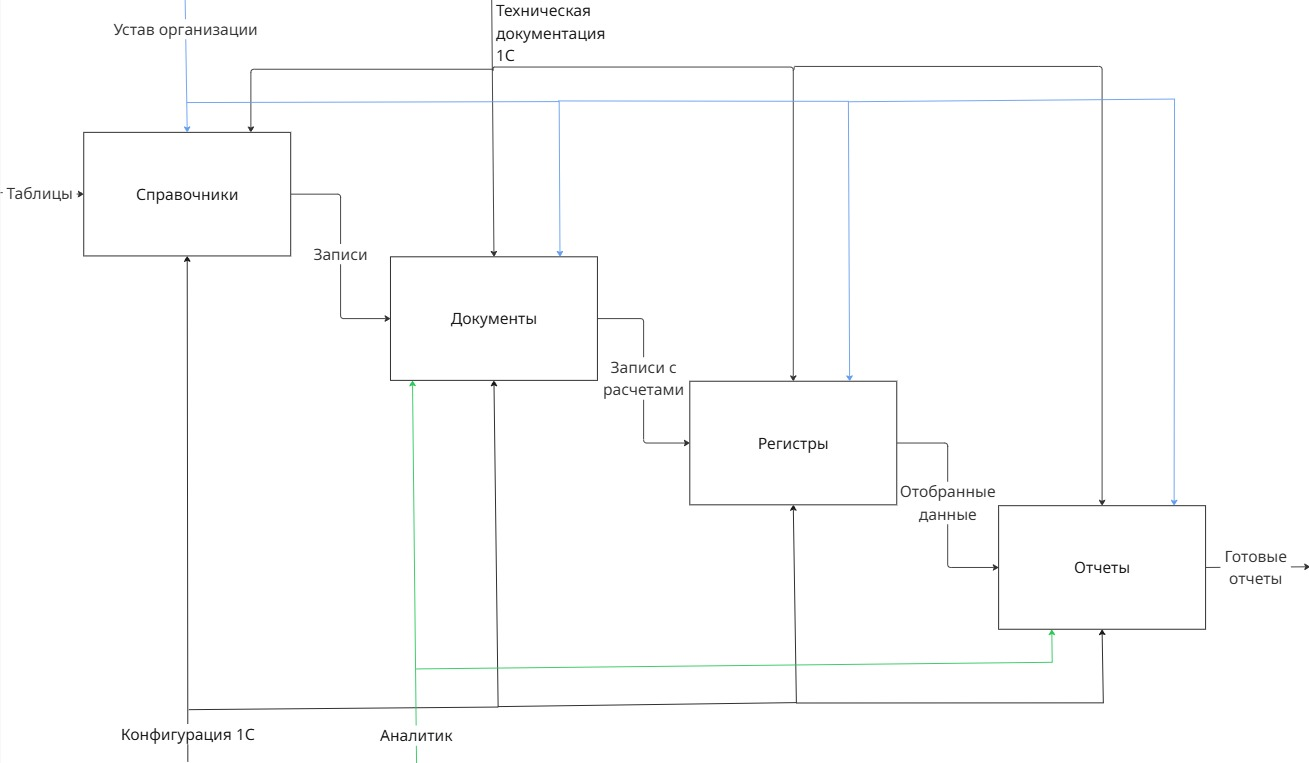 Техническая
документация
1С
Устав организации
Таблицы
Справочники
Записи
Документы
Записи с
расчетами
Регистры
Отобранные
данные
Отчеты
Готовые
отчеты
Конфигурация 1С
Аналитик